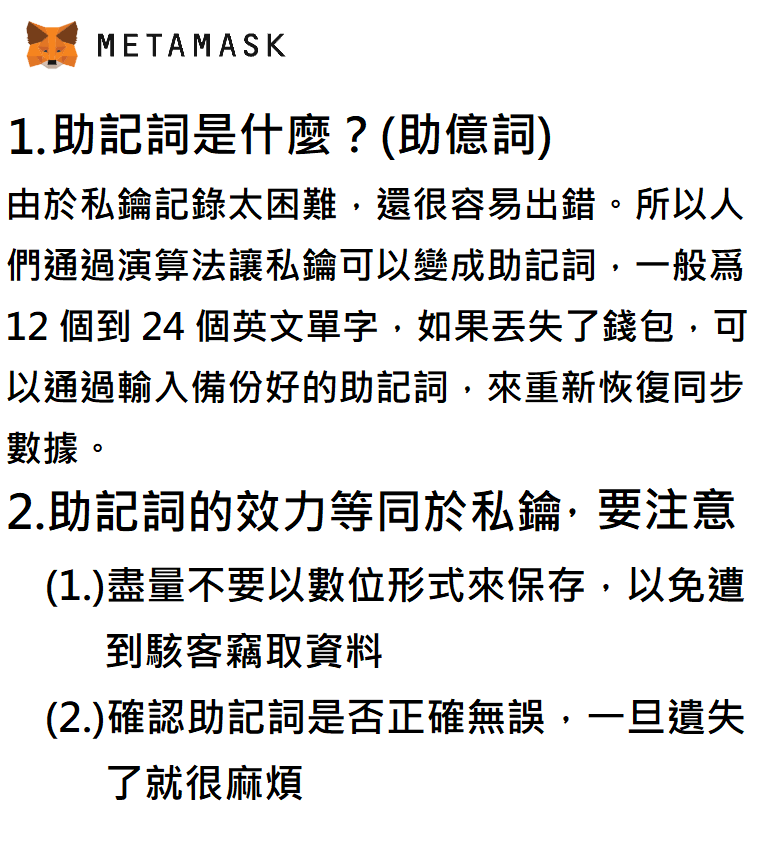 METAMASK
1.助記詞是什麼？(助億詞)
由於私鑰記錄太困難，還很容易出錯。所以人
們通過演算法讓私鑰可以變成助記詞，一般爲
12 個到 24 個英文單字，如果丟失了錢包，可
以通過輸入備份好的助記詞，來重新恢復同步
數據。
2.助記詞的效力等同於私鑰，要注意
(1.)盡量不要以數位形式來保存，以免遭
到駭客竊取資料
(2.)確認助記詞是否正確無誤，一旦遺失
了就很麻煩